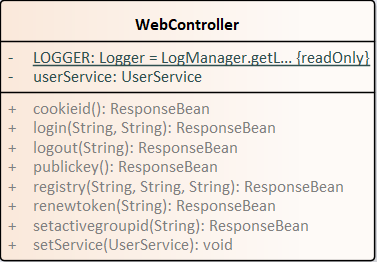 WebController
- LOGGER: Logger = LogManager.getL... {readOnly}
- userService: UserService
+ cookieid(): ResponseBean
+ login(String, String): ResponseBean
+ logout(String): ResponseBean
+ publickey(): ResponseBean
+ registry(String, String, String): ResponseBean
+ renewtoken(String): ResponseBean
+ setactivegroupid(String): ResponseBean
+ setService(UserService): void